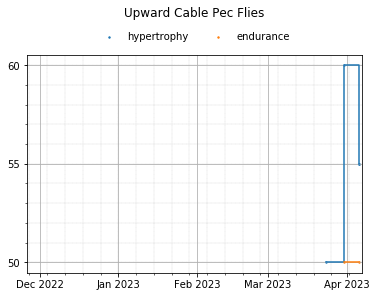 Upward Cable Pec Flies
hypertrophy endurance
60
55
50
Dec 2022 Jan 2023 Feb 2023 Mar 2023 Apr 2023